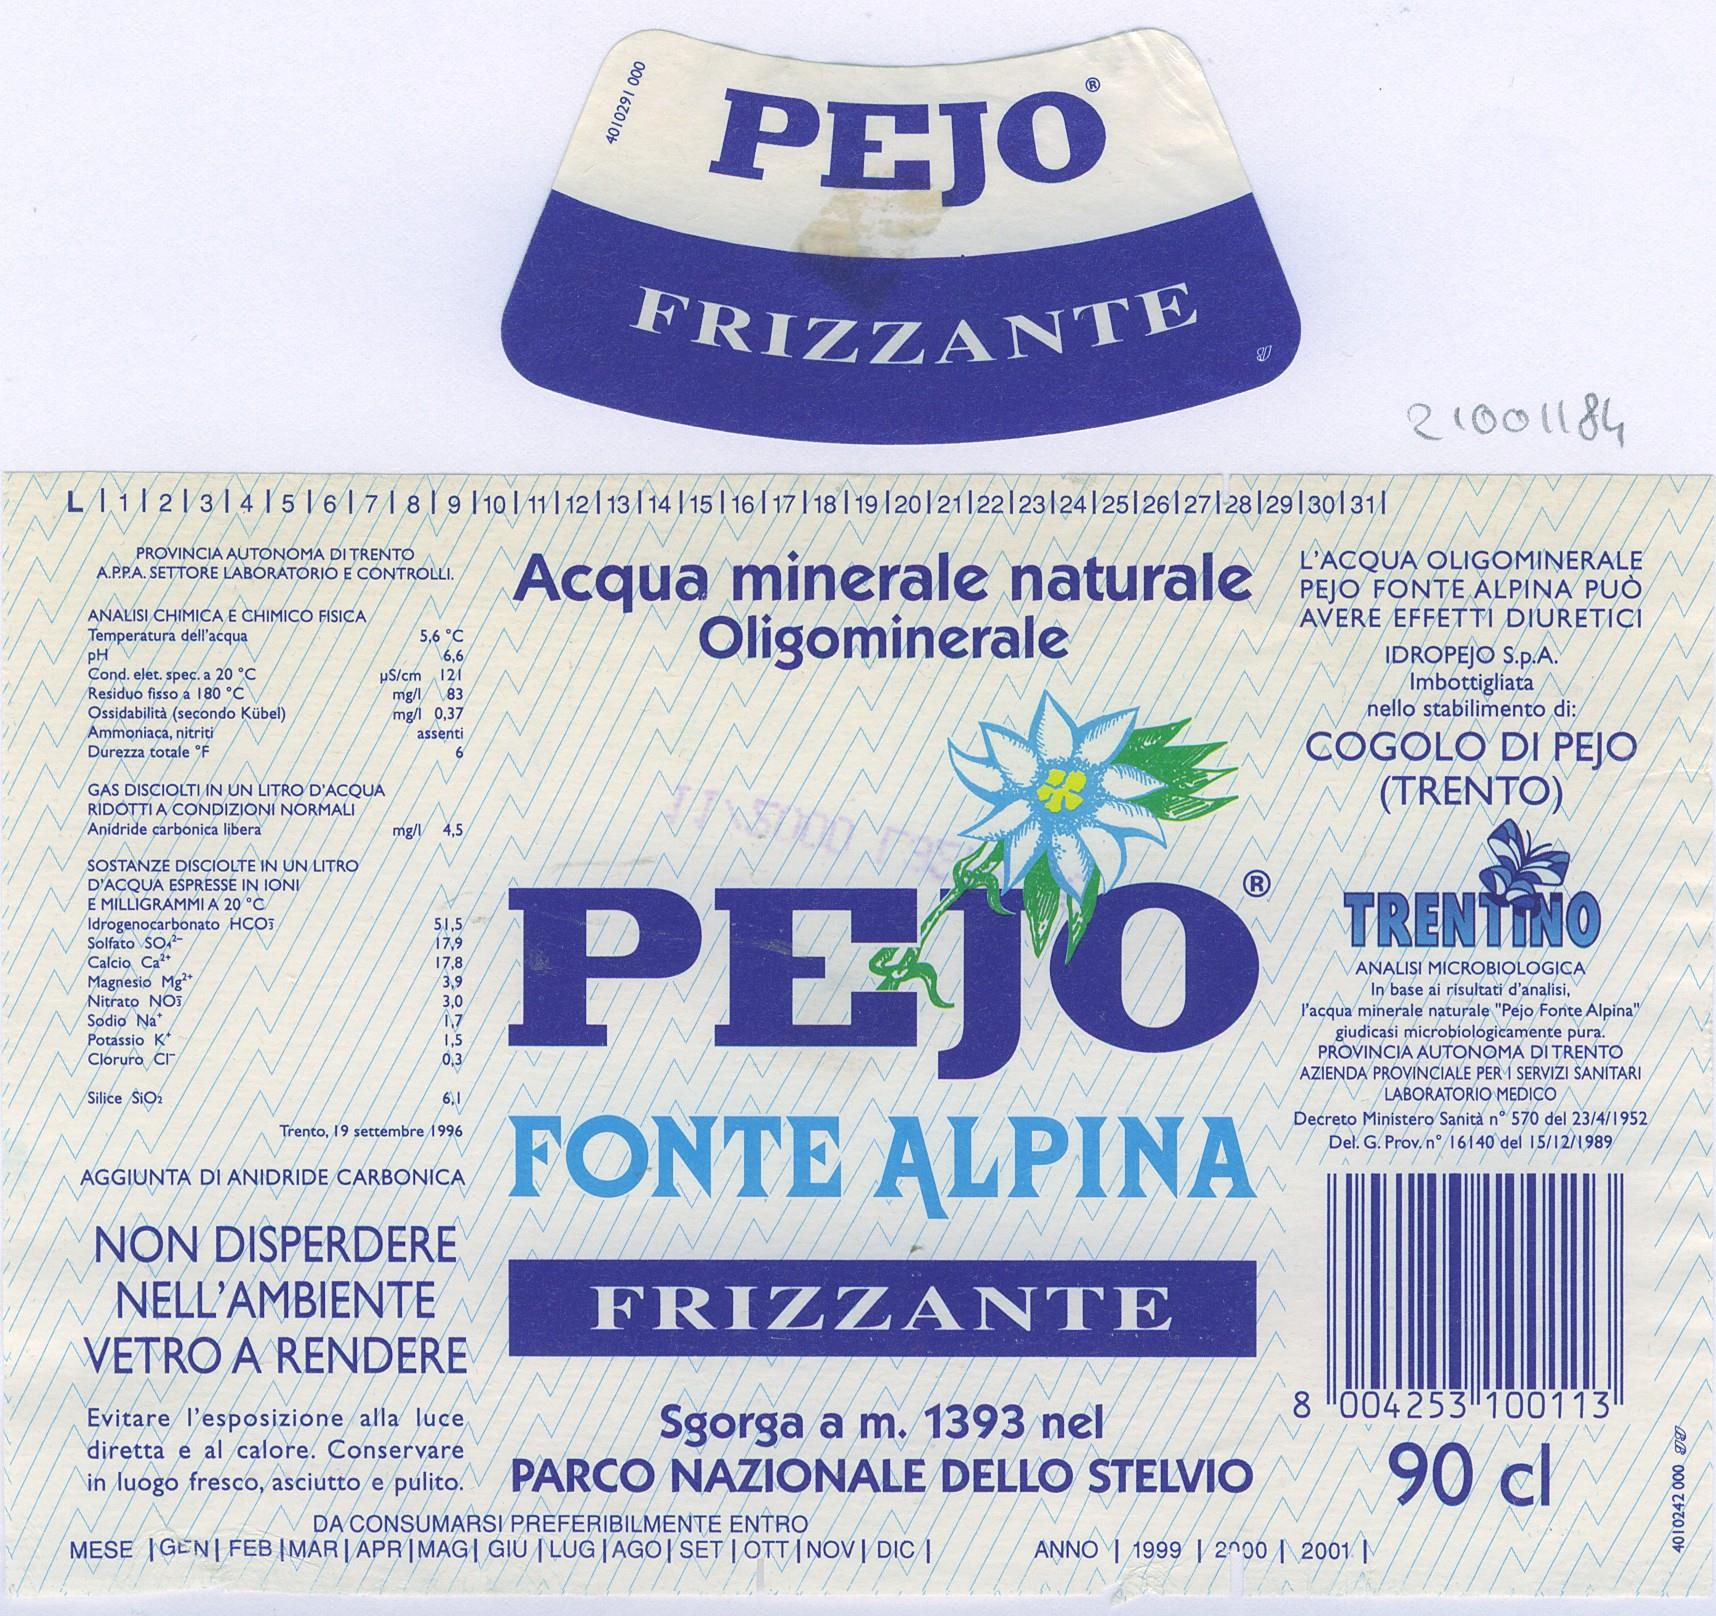 4010291 000
PEJO®
FRIZZANTE
21001184
L | 1 | 2 | 3 | 4 | 5 | 6 | 7 | 8 | 9 | 10 | 11 | 12 | 13 | 14 | 15 | 16 | 17 | 18 | 19 | 20 | 21 | 22 | 23 | 24 | 25 | 26 | 27 | 28 | 29 | 30 | 31 |
PROVINCIA AUTONOMA DI TRENTO
A.P.P.A. SETTORE LABORATORIO E CONTROLLI.
ANALISI CHIMICA E CHIMICO FISICA
Temperatura dell'acqua 5,6 °C
pH 6,6
Cond. elet. spec. a 20 °C µS/cm 121
Residuo fisso a 180 °C mg/l 83
Ossidabilità (secondo Kübel) mg/l 0,37
Ammoniaca, nitriti assenti
Durezza totale °F 6
GAS DISCIOLTI IN UN LITRO D'ACQUA
RIDOTTI A CONDIZIONI NORMALI
Anidride carbonica libera mg/l 4,5
SOSTANZE DISCIOLTE IN UN LITRO
D'ACQUA ESPRESSE IN IONI
E MILLIGRAMMI A 20 °C
Idrogenocarbonato HCO₃⁻ 51,5
Solfato SO₄²⁻ 17,9
Calcio Ca²⁺ 17,8
Magnesio Mg²⁺ 3,9
Nitrato NO₃⁻ 3,0
Sodio Na⁺ 1,7
Potassio K⁺ 1,5
Cloruro Cl⁻ 0,3
Silice SiO₂ 6,1
Trento, 19 settembre 1996
AGGIUNTA DI ANIDRIDE CARBONICA
NON DISPERDERE
NELL'AMBIENTE
VETRO A RENDERE
Evitare l'esposizione alla luce
diretta e al calore. Conservare
in luogo fresco, asciutto e pulito.
Acqua minerale naturale
Oligominerale
PEJO®
FONTE ALPINA
FRIZZANTE
Sgorga a m. 1393 nel
PARCO NAZIONALE DELLO STELVIO
L'ACQUA OLIGOMINERALE
PEJO FONTE ALPINA PUÒ
AVERE EFFETTI DIURETICI
IDROPEJO S.p.A.
Imbottigliata
nello stabilimento di:
COGOLO DI PEJO
(TRENTO)
TRENTINO
ANALISI MICROBIOLOGICA
In base ai risultati d'analisi,
l'acqua minerale naturale "Pejo Fonte Alpina"
giudicasi microbiologicamente pura.
PROVINCIA AUTONOMA DI TRENTO
AZIENDA PROVINCIALE PER I SERVIZI SANITARI
LABORATORIO MEDICO
Decreto Ministero Sanità n° 570 del 23/4/1952
Del. G. Prov. n° 16140 del 15/12/1989
8 004253 100113
90 cl
4010242 000
DA CONSUMARSI PREFERIBILMENTE ENTRO
MESE | GEN | FEB | MAR | APR | MAG | GIU | LUG | AGO | SET | OTT | NOV | DIC | ANNO | 1999 | 2000 | 2001 |